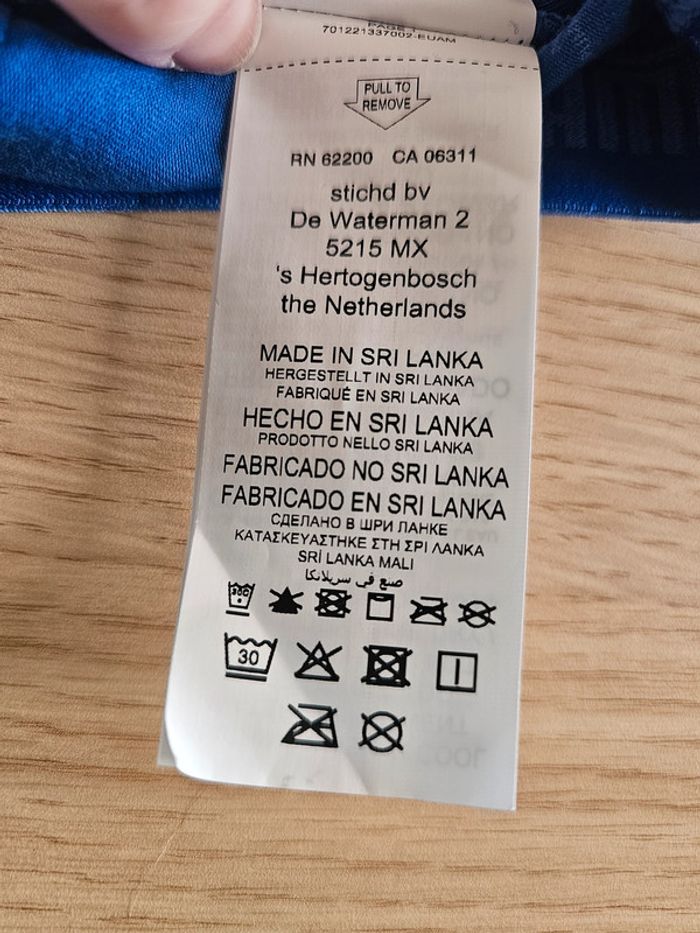 PAGE 1
701221337002-EUAM
PULL TO
REMOVE
RN 62200 CA 06311
stichd bv
De Waterman 2
5215 MX
's Hertogenbosch
the Netherlands
MADE IN SRI LANKA
HERGESTELLT IN SRI LANKA
FABRIQUÉ EN SRI LANKA
HECHO EN SRI LANKA
PRODOTTO NELLO SRI LANKA
FABRICADO NO SRI LANKA
FABRICADO EN SRI LANKA
СДЕЛАНО В ШРИ ЛАНКЕ
ΚΑΤΑΣΚΕΥΑΣΤΗΚΕ ΣΤΗ ΣΡΙ ΛΑΝΚΑ
SRİ LANKA MALI
صنع في سريلانكا
30C
30